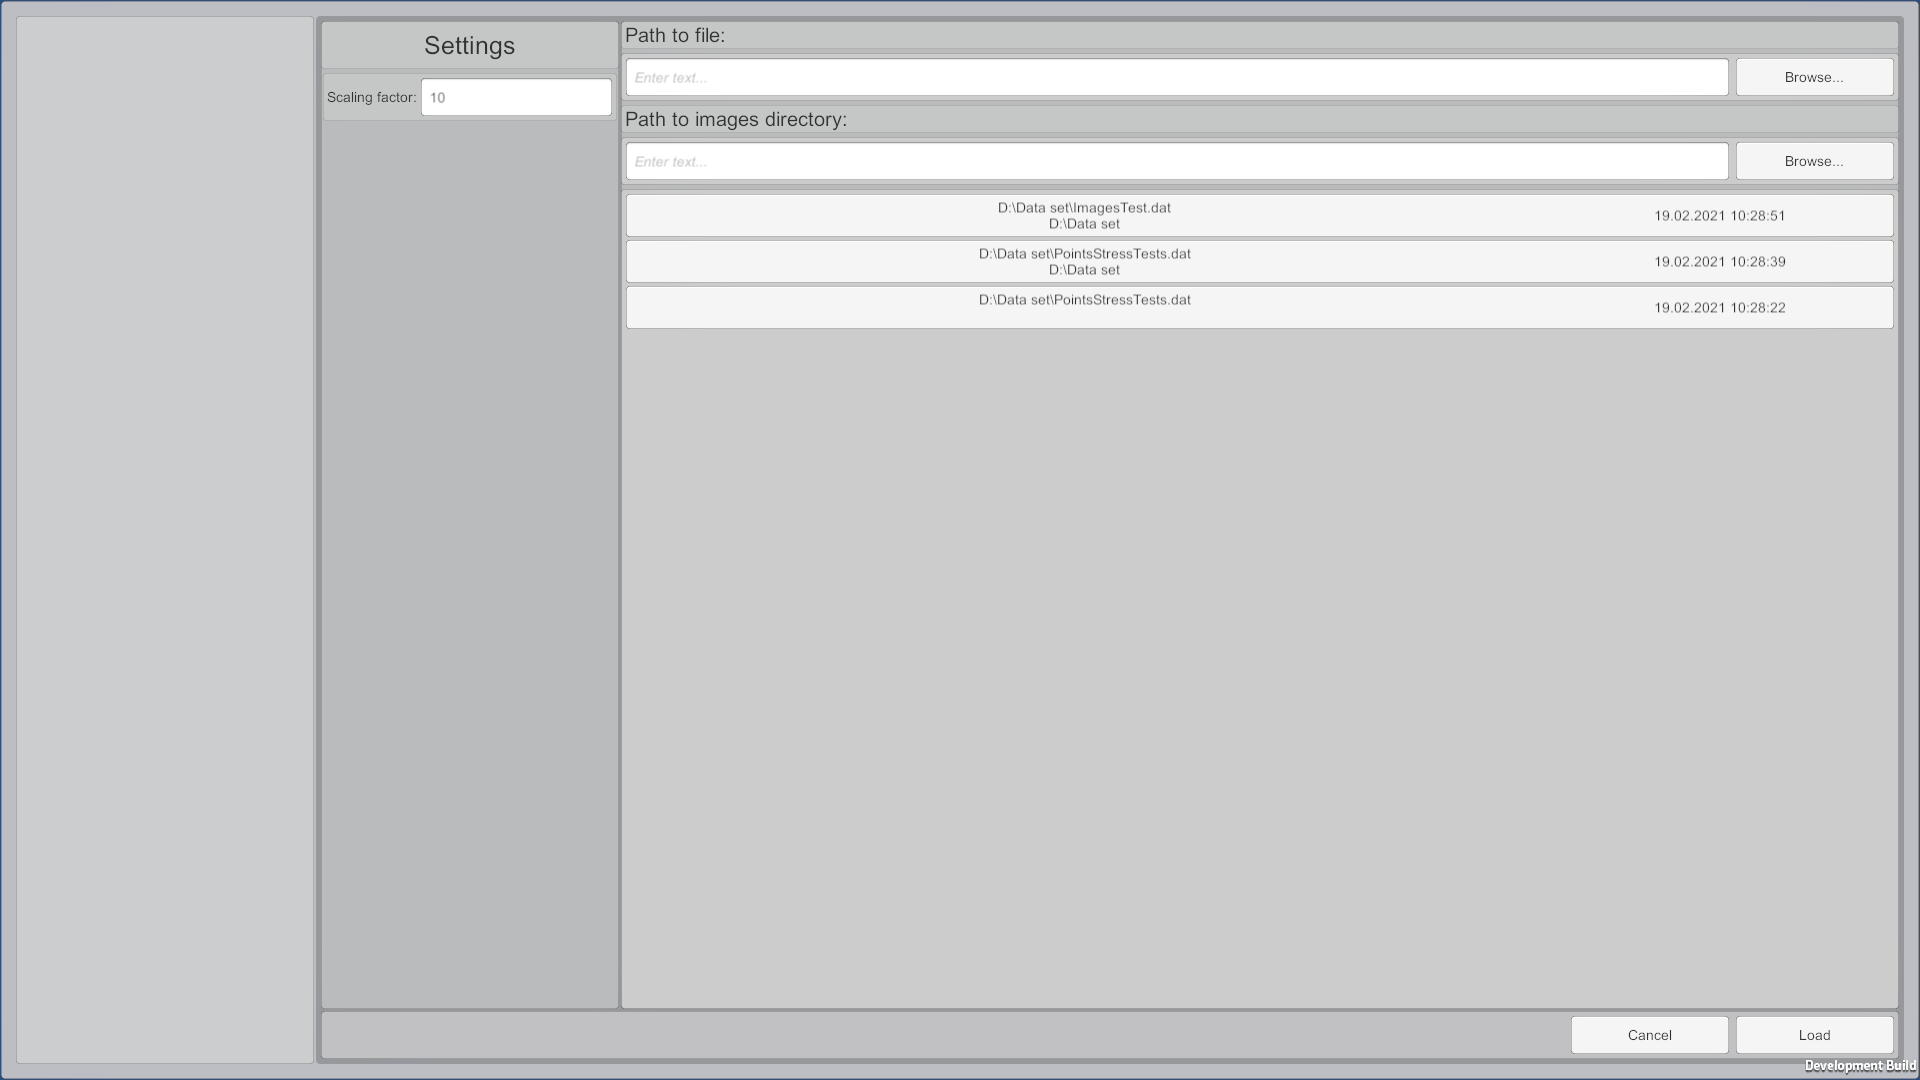 Settings
Scaling factor: 10
Path to file:
Enter text... Browse...
Path to images directory:
Enter text... Browse...
D:\Data set\ImagesTest.dat
D:\Data set
19.02.2021 10:28:51
D:\Data set\PointsStressTests.dat
D:\Data set
19.02.2021 10:28:39
D:\Data set\PointsStressTests.dat
19.02.2021 10:28:22
Cancel Load
Development Build